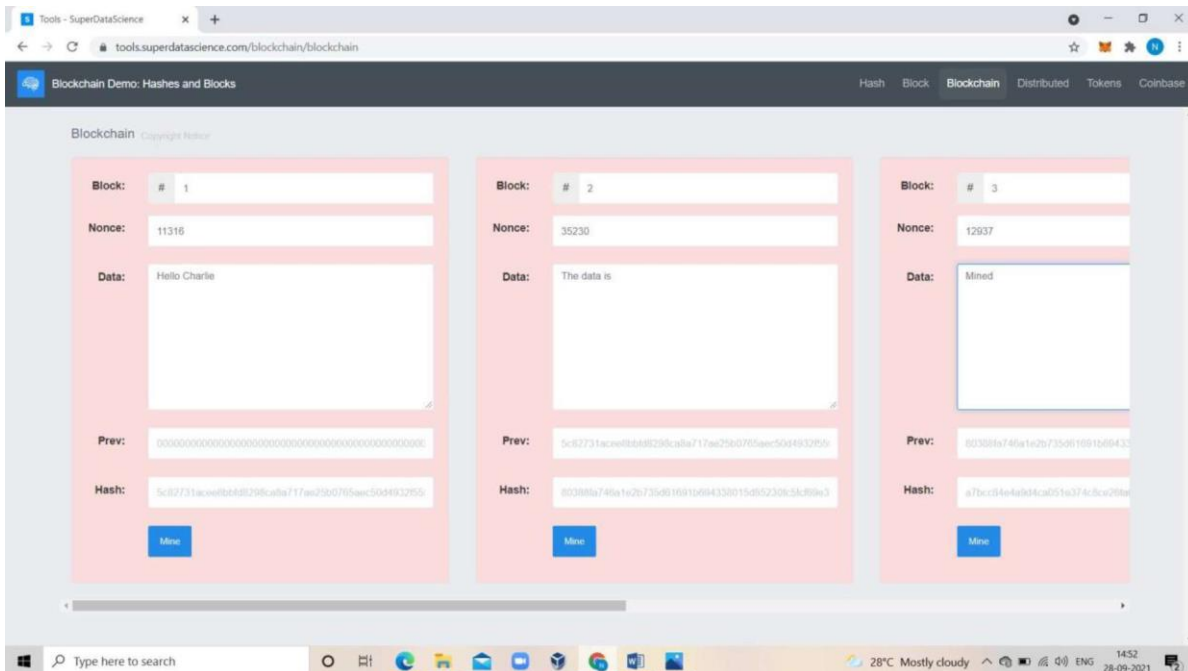 Tools - SuperDataScience
tools.superdatascience.com/blockchain/blockchain
N
Blockchain Demo: Hashes and Blocks
Hash Block Blockchain Distributed Tokens Coinbase
Blockchain Copyright Notice
Block: # 1
Nonce: 11316
Data: Hello Charlie
Prev:
Hash:
Mine
Block: # 2
Nonce: 35230
Data: The data is
Prev:
Hash:
Mine
Block: # 3
Nonce: 12937
Data: Mined
Prev:
Hash:
Mine
Type here to search
28°C Mostly cloudy
ENG
14:52
28-09-2021